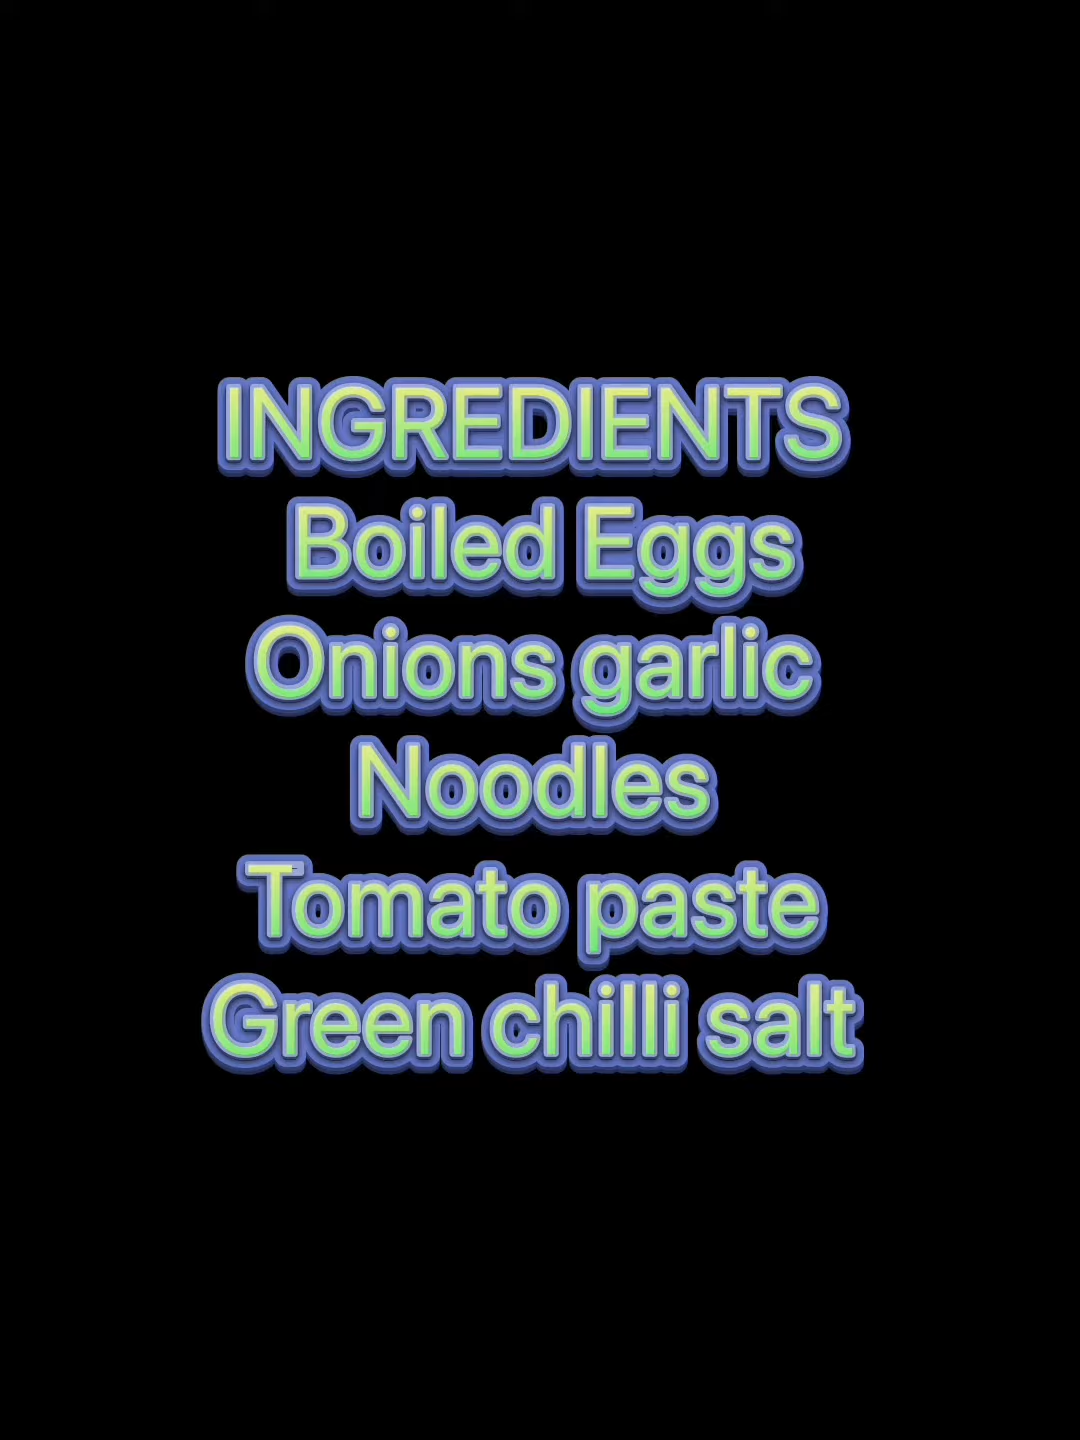 INGREDIENTS
Boiled Eggs
Onions garlic
Noodles
Tomato paste
Green chilli salt